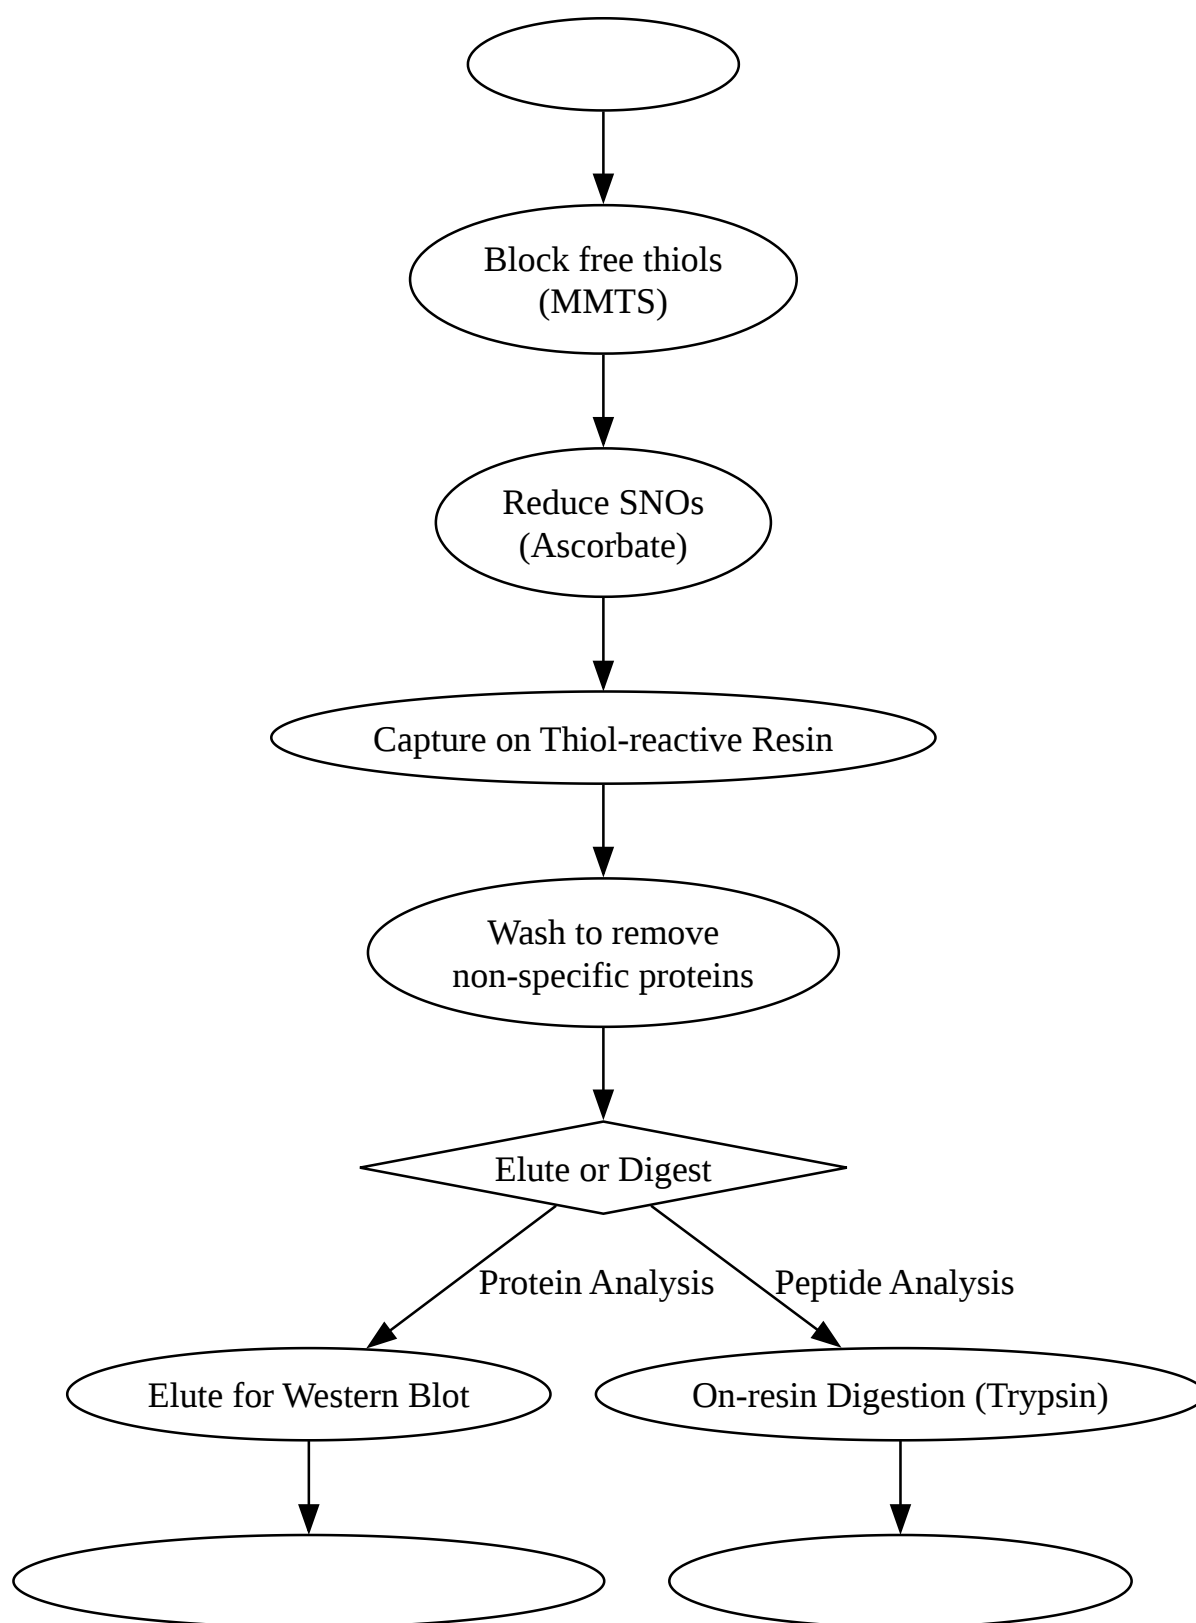 Block free thiols
(MMTS)
Reduce SNOs
(Ascorbate)
Capture on Thiol-reactive Resin
Wash to remove
non-specific proteins
Elute or Digest
Protein Analysis
Peptide Analysis
Elute for Western Blot
On-resin Digestion (Trypsin)